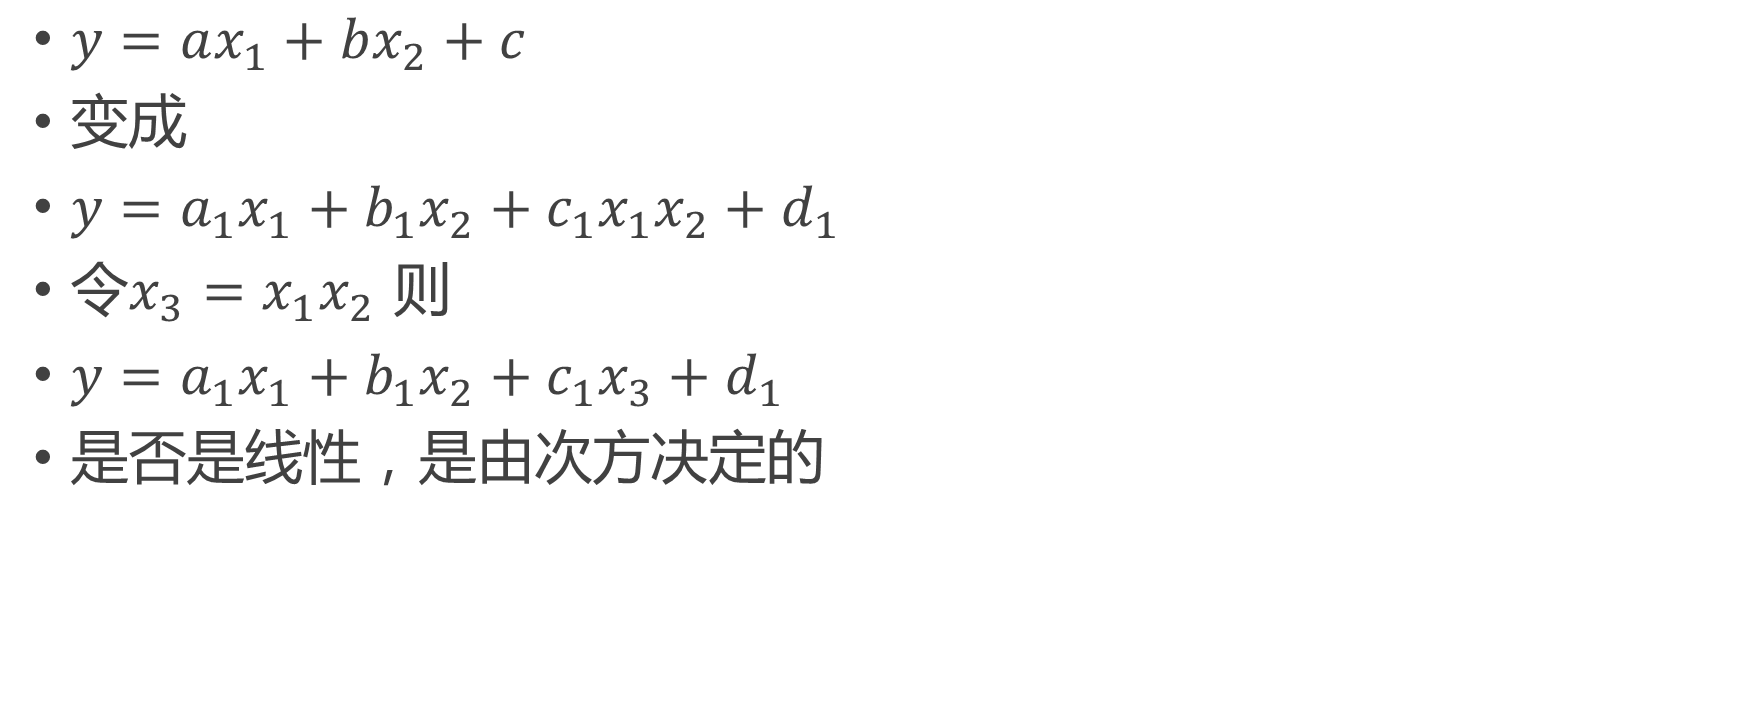 • y = ax₁ + bx₂ + c
• 变成
• y = a₁x₁ + b₁x₂ + c₁x₁x₂ + d₁
• 令x₃ = x₁x₂ 则
• y = a₁x₁ + b₁x₂ + c₁x₃ + d₁
• 是否是线性，是由次方决定的